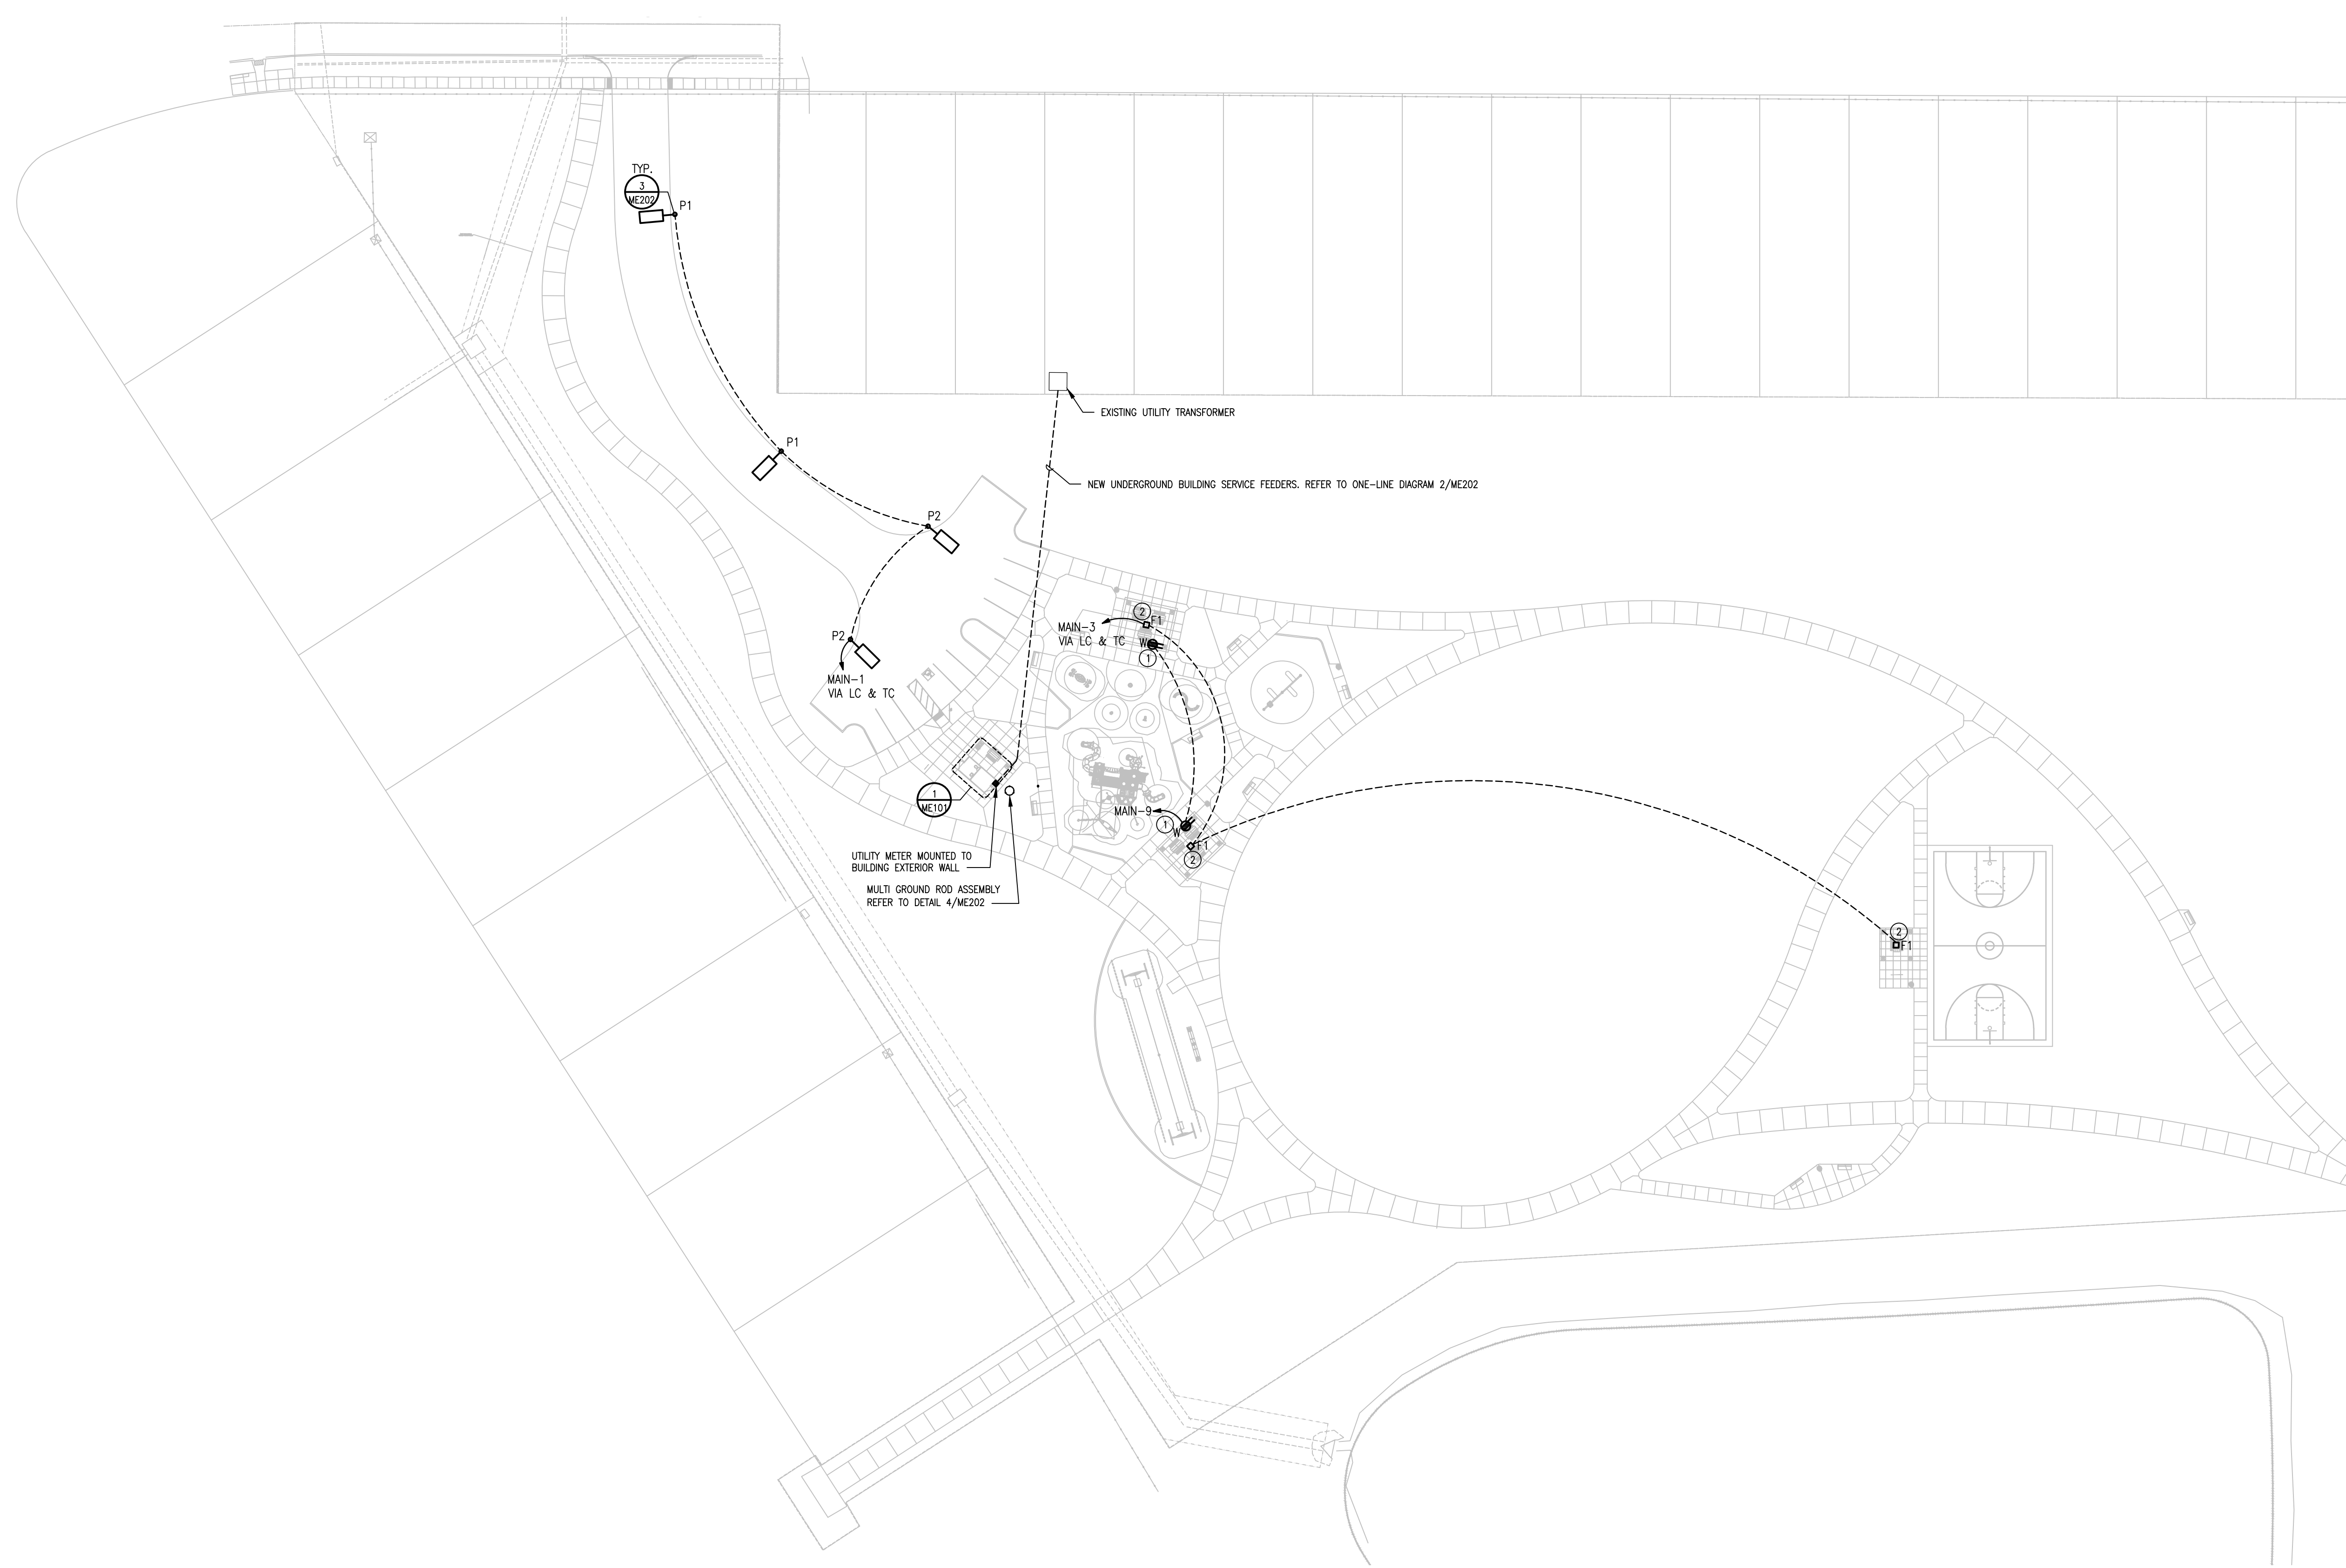 TYP.
3
ME202
P1
EXISTING UTILITY TRANSFORMER
P1
NEW UNDERGROUND BUILDING SERVICE FEEDERS. REFER TO ONE-LINE DIAGRAM 2/ME202
P2
2
F1
MAIN-3
VIA LC & TC
W
1
P2
MAIN-1
VIA LC & TC
1
ME101
MAIN-9
1
W
F1
2
UTILITY METER MOUNTED TO
BUILDING EXTERIOR WALL
MULTI GROUND ROD ASSEMBLY
REFER TO DETAIL 4/ME202
2
F1